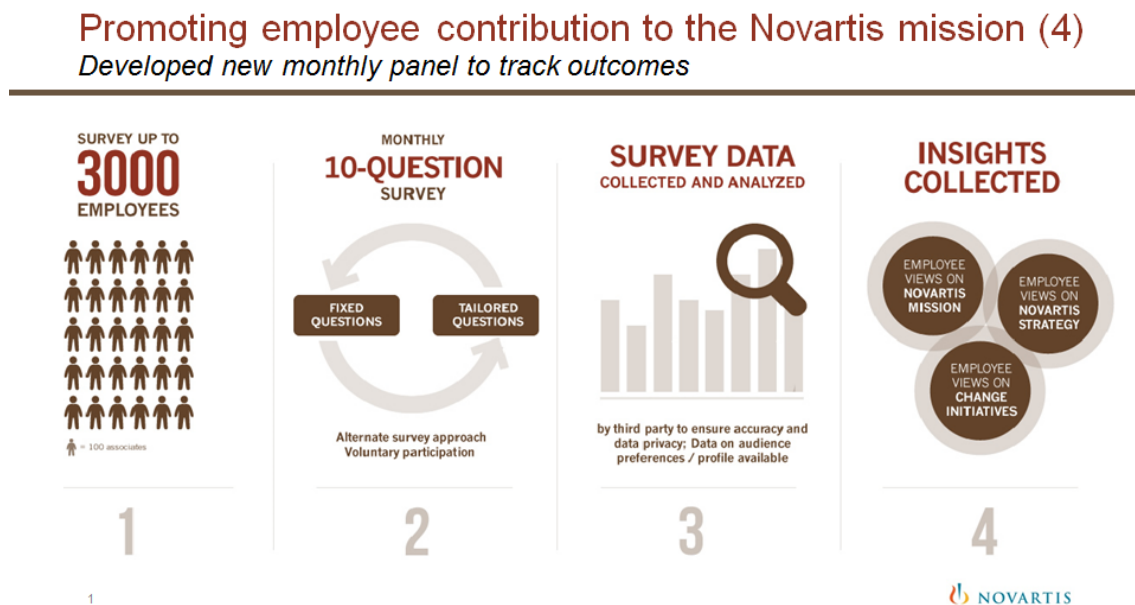 Promoting employee contribution to the Novartis mission (4)
Developed new monthly panel to track outcomes
SURVEY UP TO
3000
EMPLOYEES
= 100 associates
1
MONTHLY
10-QUESTION
SURVEY
FIXED
QUESTIONS
TAILORED
QUESTIONS
Alternate survey approach
Voluntary participation
2
SURVEY DATA
COLLECTED AND ANALYZED
by third party to ensure accuracy and
data privacy; Data on audience
preferences / profile available
3
INSIGHTS
COLLECTED
EMPLOYEE
VIEWS ON
NOVARTIS
MISSION
EMPLOYEE
VIEWS ON
NOVARTIS
STRATEGY
EMPLOYEE
VIEWS ON
CHANGE
INITIATIVES
4
1
NOVARTIS